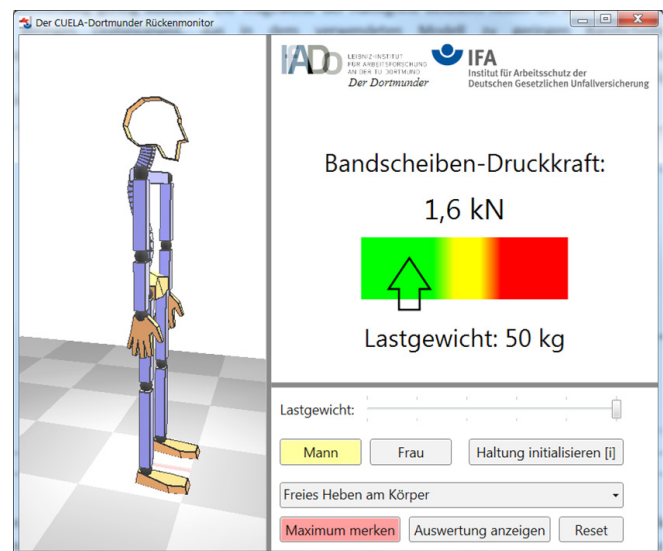 Der CUELA-Dortmunder Rückenmonitor
IFADo
LEIBNIZ-INSTITUT
FÜR ARBEITSFORSCHUNG
AN DER TU DORTMUND
Der Dortmunder
IFA
Institut für Arbeitsschutz der
Deutschen Gesetzlichen Unfallversicherung
Bandscheiben-Druckkraft:
1,6 kN
Lastgewicht: 50 kg
Lastgewicht:
Mann Frau Haltung initialisieren [i]
Freies Heben am Körper
Maximum merken Auswertung anzeigen Reset